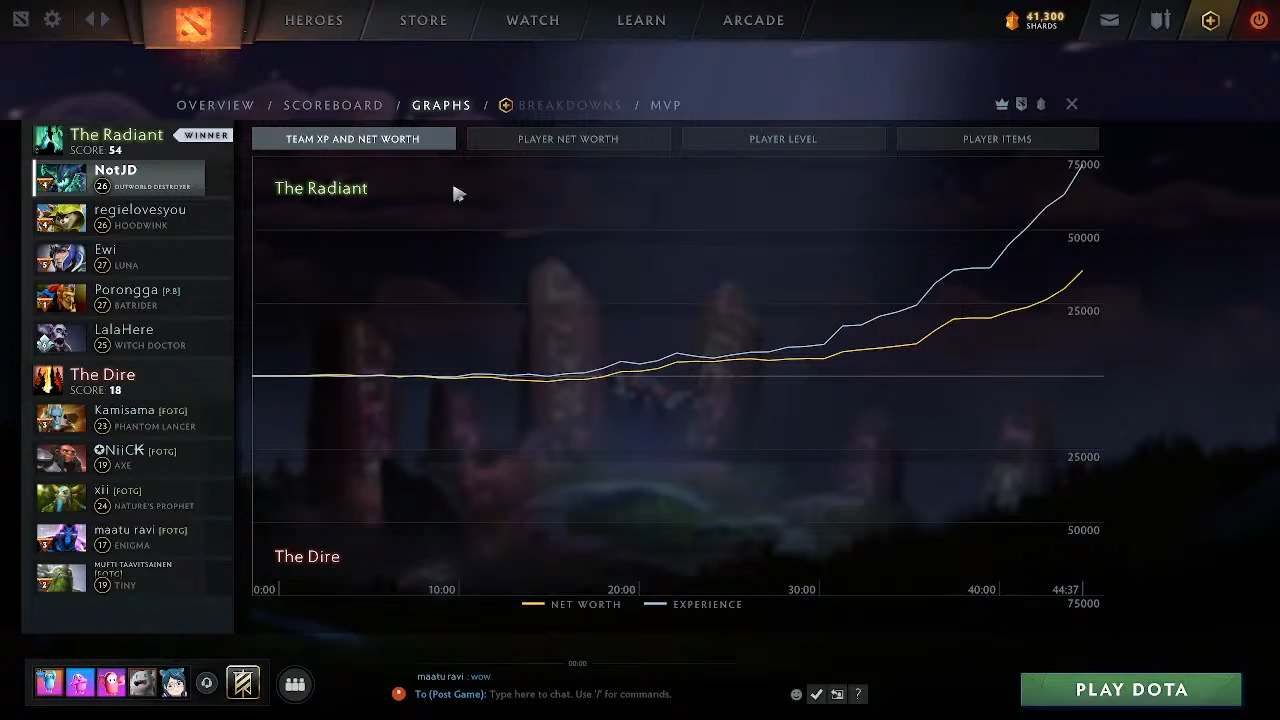 HEROES
STORE
WATCH
LEARN
ARCADE
41,300
SHARDS
OVERVIEW / SCOREBOARD / GRAPHS / BREAKDOWNS / MVP
The Radiant
WINNER
SCORE: 54
NotJD
26 OUTWORLD DESTROYER
regielovesyou
26 HOODWINK
Ewi
27 LUNA
Porongga [P.B]
27 BATRIDER
LalaHere
25 WITCH DOCTOR
The Dire
SCORE: 18
Kamisama [FOTG]
23 PHANTOM LANCER
✪NiiCK [FOTG]
19 AXE
xii [FOTG]
24 NATURE'S PROPHET
maatu ravi [FOTG]
17 ENIGMA
MUFTI TAAVITSAINEN
[FOTG]
19 TINY
TEAM XP AND NET WORTH
PLAYER NET WORTH
PLAYER LEVEL
PLAYER ITEMS
The Radiant
75000
50000
25000
25000
50000
The Dire
0:00
10:00
20:00
30:00
40:00
44:37
75000
NET WORTH
EXPERIENCE
00:00
maatu ravi : wow
To (Post Game): Type here to chat. Use '/' for commands.
?
PLAY DOTA